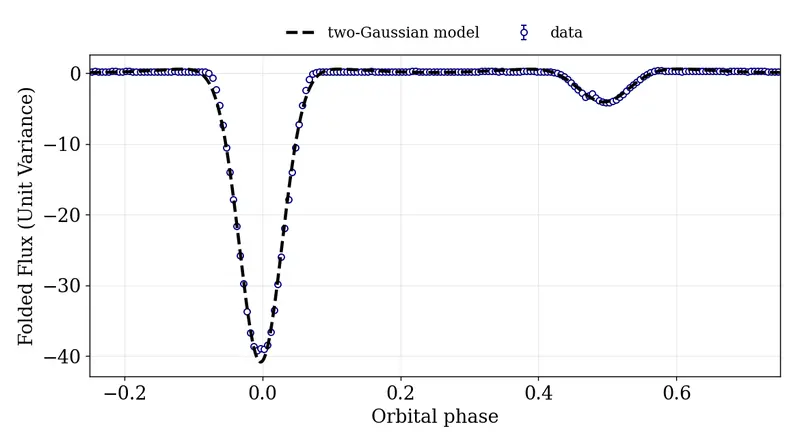 two-Gaussian model data
0
−10
−20
−30
−40
Folded Flux (Unit Variance)
−0.2 0.0 0.2 0.4 0.6
Orbital phase